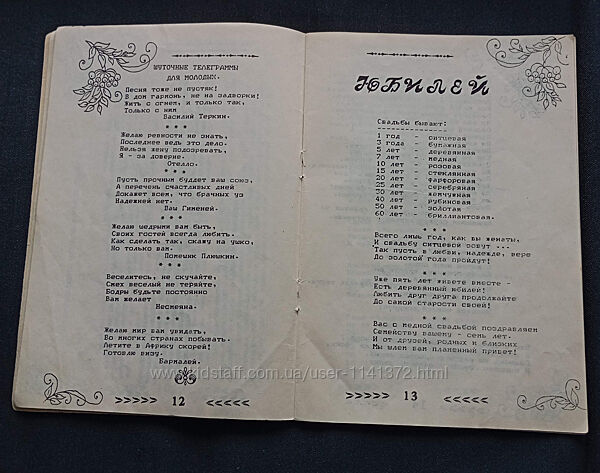 ШУТОЧНЫЕ ТЕЛЕГРАММЫ
ДЛЯ МОЛОДЫХ.
Песня тоже не пустяк!
В дом гармонь, не на задворки!
Жить с огнем, и только так,
Только с ним
Василий Теркин.
* * *
Желаю ревности не знать,
Последнее ведь это дело.
Нельзя жену подозревать,
Я - за доверие.
Отелло.
* * *
Пусть прочным буддет ваш союз,
А перечень счастливых дней
Докажет всем, что брачных уз
Надежней нет.
Ваш Гименей.
* * *
Желаю щедрыми вам быть,
Своих гостей всегда любить.
Как сделать так, скажу на ушко,
Но только вам.
Помещик Плюшкин.
* * *
Веселитесь, не скучайте,
Смех веселый не теряйте,
Бодры будьте постоянно
Вам желает
Несмеяна.
* * *
Желаю мир вам увидать,
Во многих странах побывать.
Летите в Африку скорей!
Готовлю визу.
Бармалей.
>>>>> 12 <<<<<
ЮБИЛЕЙ
Свадьбы бывают:
1 год - ситцевая
3 года - бумажная
5 лет - деревянная
7 лет - медная
10 лет - розовая
15 лет - стеклянная
20 лет - фарфоровая
25 лет - серебряная
30 лет - жемчужная
40 лет - рубиновая
50 лет - золотая
60 лет - бриллиантовая.
* * *
Всего лишь год, как вы женаты,
И свадьбу ситцевой зовут ...
Так пусть в любви, надежде, вере
До золотой года пройдут!
* * *
Уже пять лет живете вместе -
Есть деревянный юбилей!
Любить друг друга продолжайте
До самой старости своей!
* * *
Вас с медной свадьбой поздравляем
Семейству вашему - семь лет.
И от друзей, родных и близких
Мы шлем вам пламенный привет!
>>>>> 13 <<<<<
kidstaff.com.ua/user-1141372.html